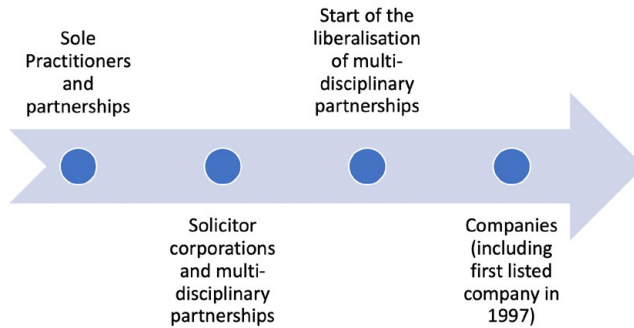 Sole
Practitioners
and
partnerships
Solicitor
corporations
and multi-
disciplinary
partnerships
Start of the
liberalisation
of multi-
disciplinary
partnerships
Companies
(including
first listed
company in
1997)